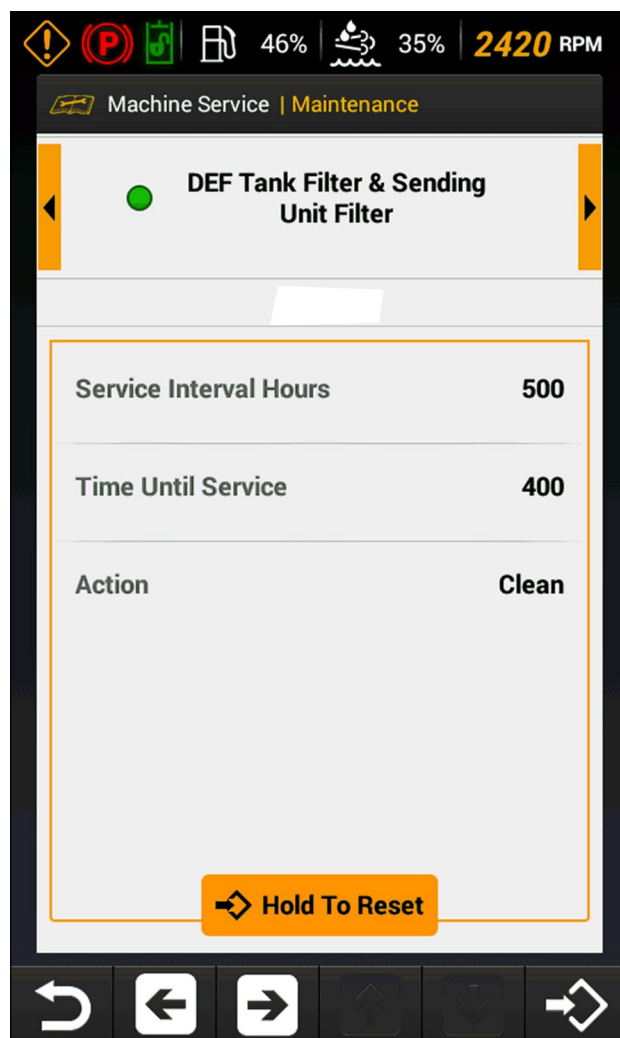 P 46% 35% 2420 RPM
Machine Service | Maintenance
DEF Tank Filter & Sending
Unit Filter
Service Interval Hours 500
Time Until Service 400
Action Clean
Hold To Reset